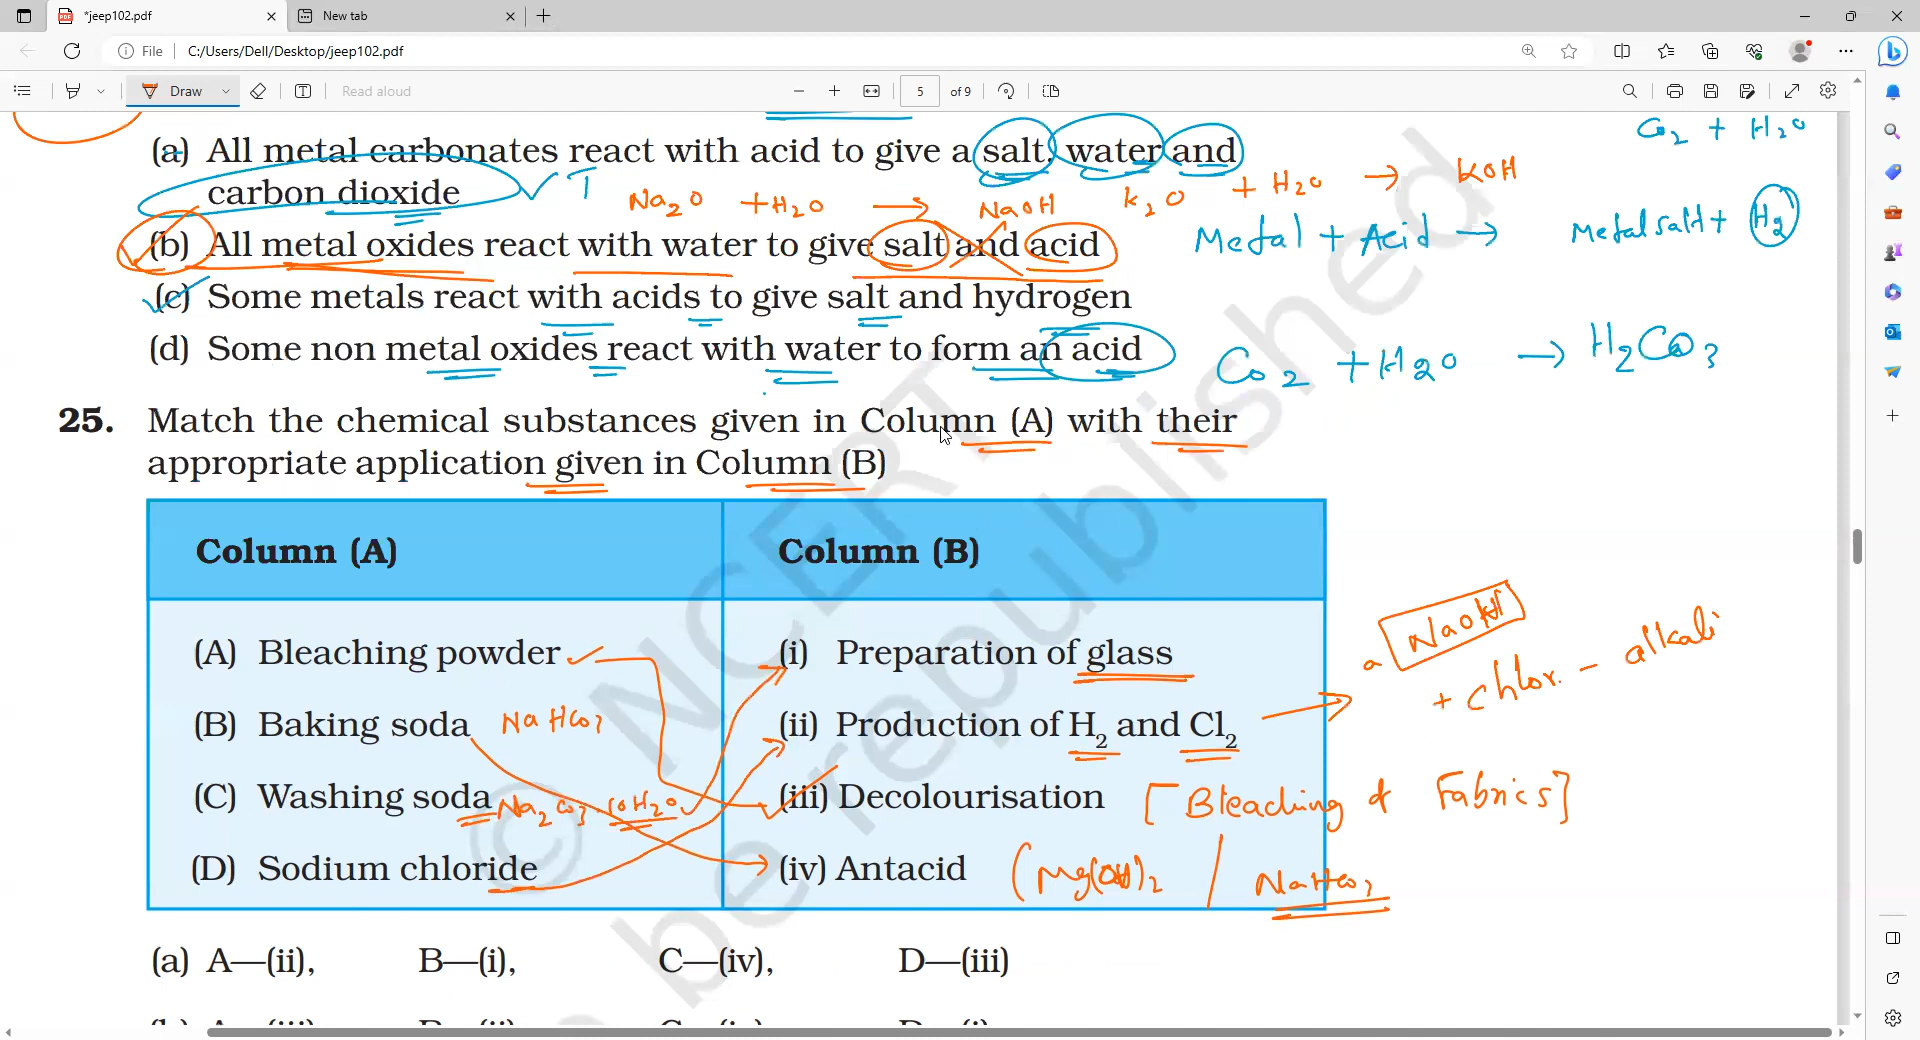 *jeep102.pdf
New tab
File
C:/Users/Dell/Desktop/jeep102.pdf
Draw
Read aloud
5
of 9
CO2 + H2O
(a) All metal carbonates react with acid to give a salt, water and
carbon dioxide
T
Na2O + H2O → NaOH
K2O + H2O → KOH
(b) All metal oxides react with water to give salt and acid
Metal + Acid → Metal salt + H2
(c) Some metals react with acids to give salt and hydrogen
(d) Some non metal oxides react with water to form an acid
CO2 + H2O → H2CO3
25. Match the chemical substances given in Column (A) with their
appropriate application given in Column (B)
Column (A)
Column (B)
(A) Bleaching powder
(i) Preparation of glass
a NaOH
+ chlor - alkali
(B) Baking soda NaHCO3
(ii) Production of H2 and Cl2
(C) Washing soda Na2CO3.10H2O
(iii) Decolourisation [Bleaching of Fabrics]
(D) Sodium chloride
(iv) Antacid (Mg(OH)2 / NaHCO3
(a) A—(ii), B—(i), C—(iv), D—(iii)
© NCERT
be republished